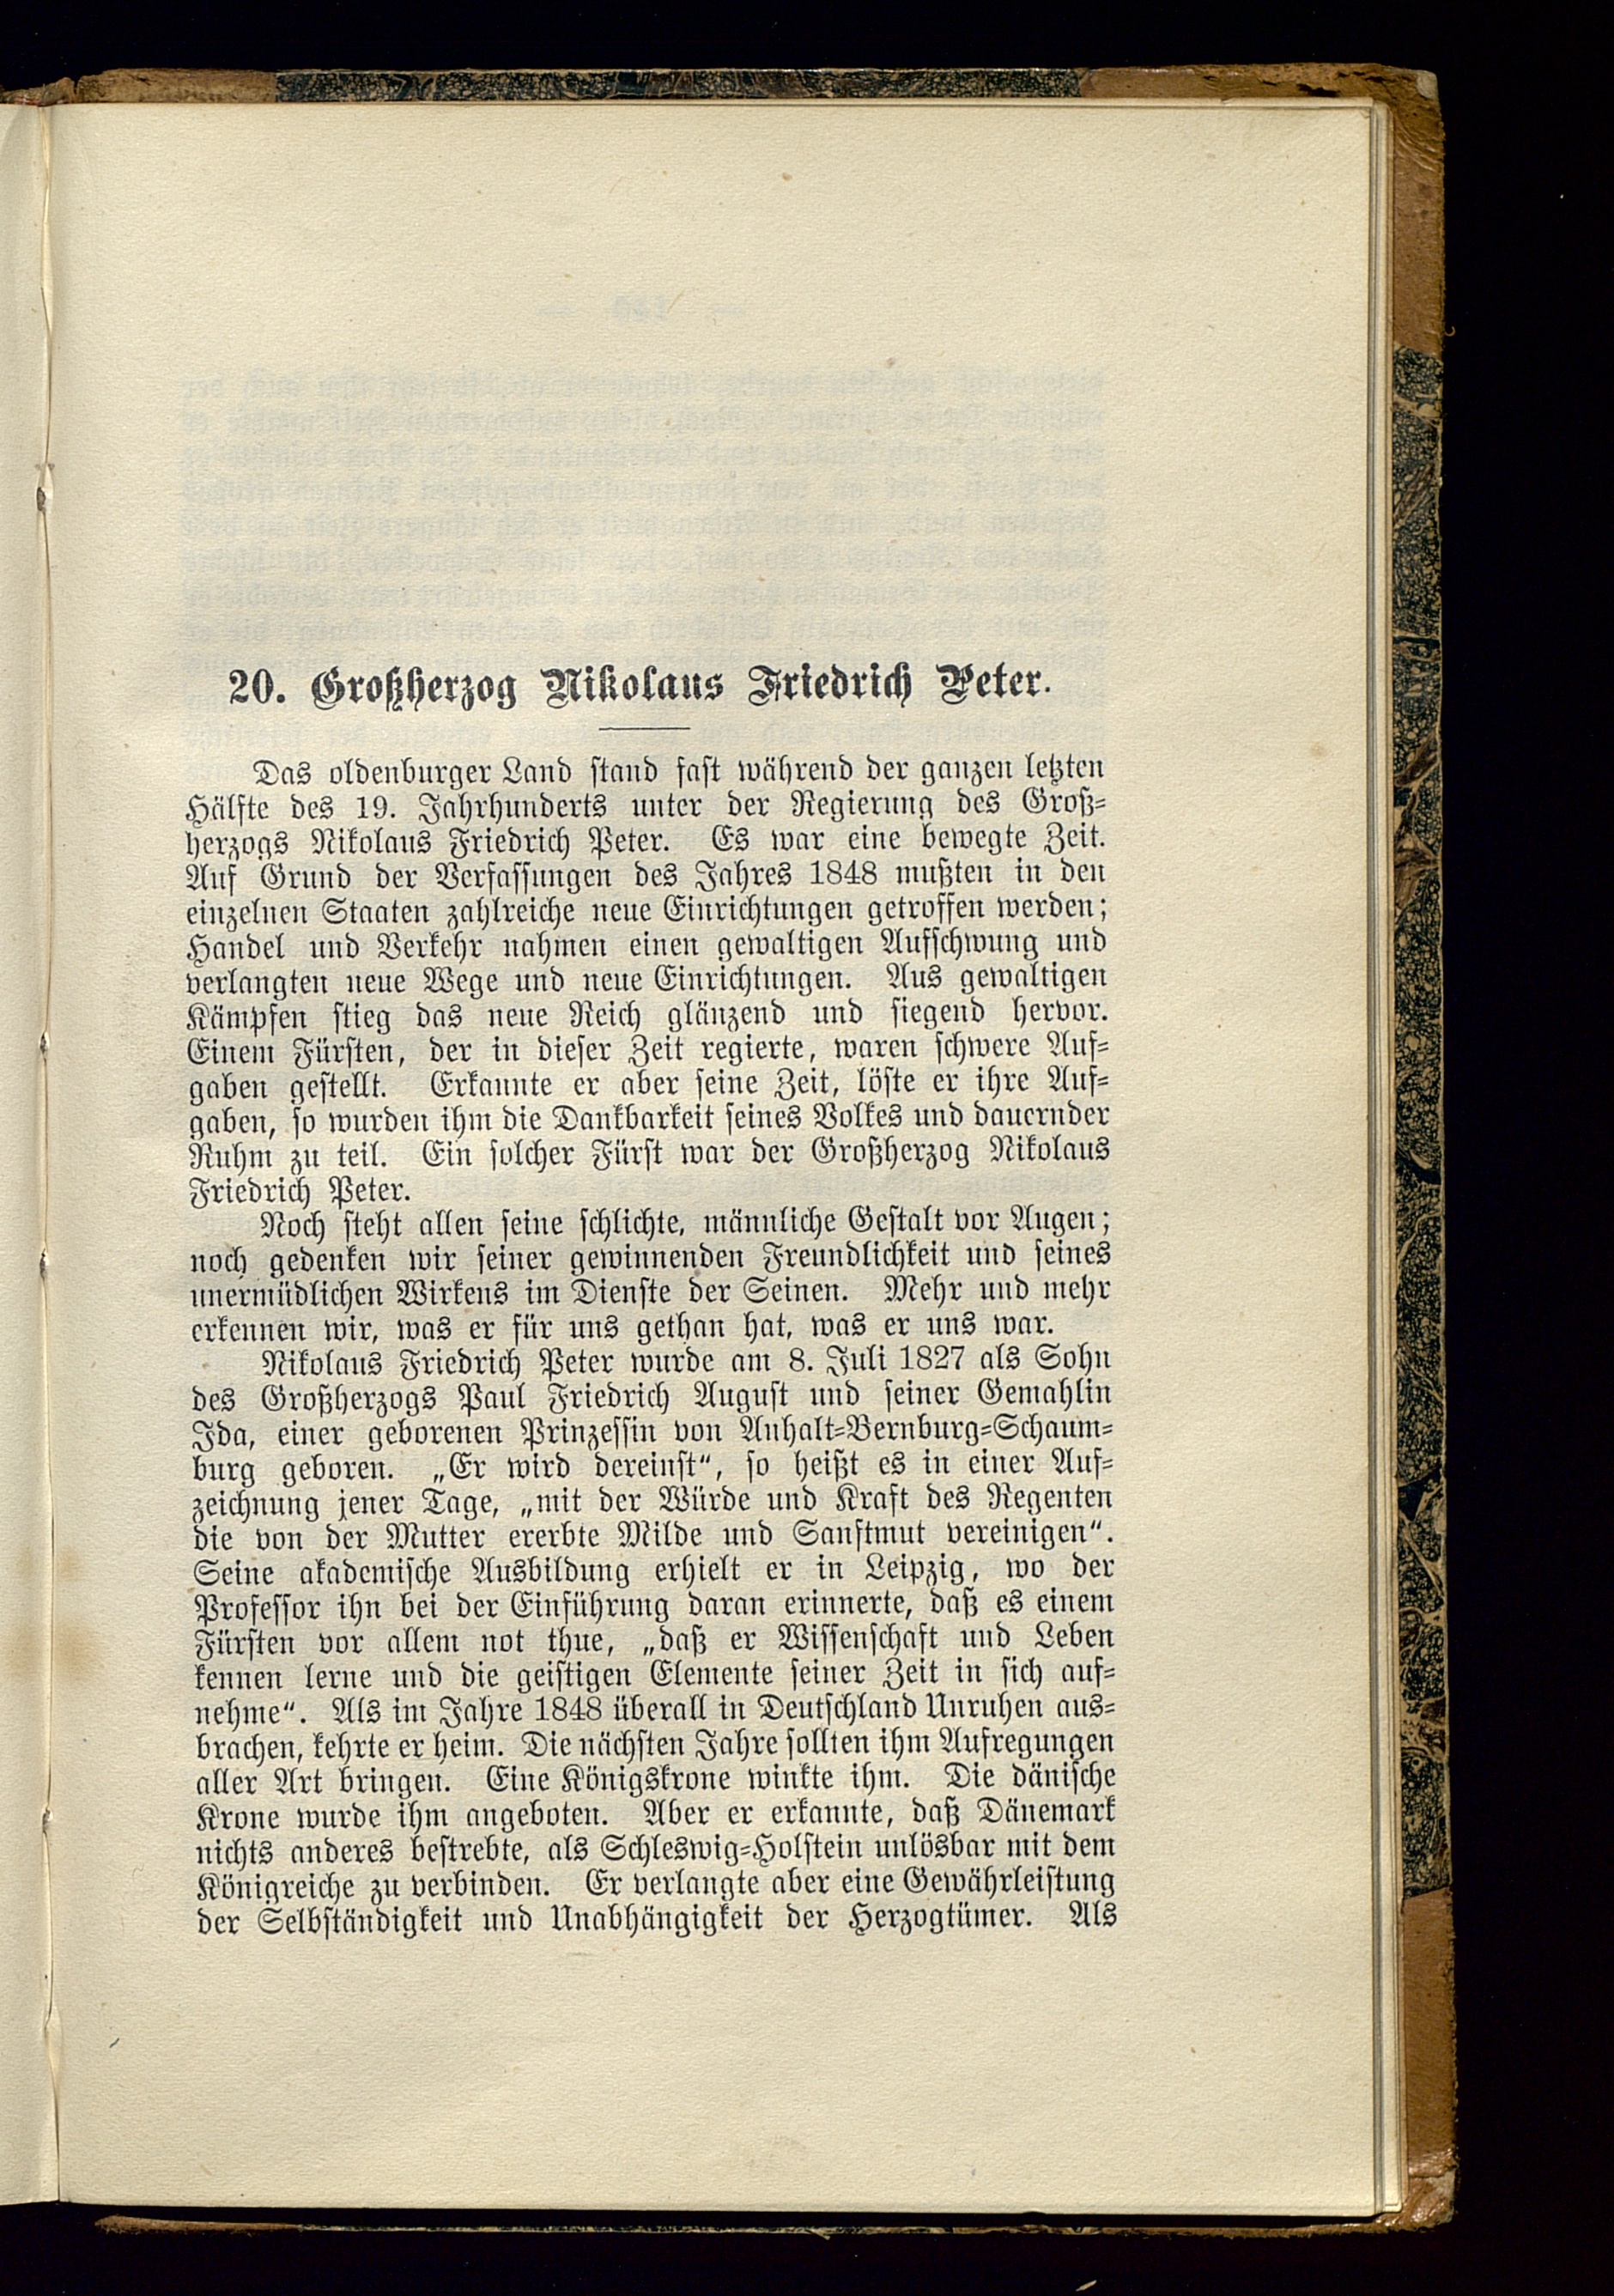 20. Großherzog Nikolaus Friedrich Peter.
Das oldenburger Land stand fast während der ganzen letzten
Hälfte des 19. Jahrhunderts unter der Regierung des Groß-
herzogs Nikolaus Friedrich Peter. Es war eine bewegte Zeit.
Auf Grund der Verfassungen des Jahres 1848 mußten in den
einzelnen Staaten zahlreiche neue Einrichtungen getroffen werden;
Handel und Verkehr nahmen einen gewaltigen Aufschwung und
verlangten neue Wege und neue Einrichtungen. Aus gewaltigen
Kämpfen stieg das neue Reich glänzend und siegend hervor.
Einem Fürsten, der in dieser Zeit regierte, waren schwere Auf-
gaben gestellt. Erkannte er aber seine Zeit, löste er ihre Auf-
gaben, so wurden ihm die Dankbarkeit seines Volkes und dauernder
Ruhm zu teil. Ein solcher Fürst war der Großherzog Nikolaus
Friedrich Peter.
Noch steht allen seine schlichte, männliche Gestalt vor Augen;
noch gedenken wir seiner gewinnenden Freundlichkeit und seines
unermüdlichen Wirkens im Dienste der Seinen. Mehr und mehr
erkennen wir, was er für uns gethan hat, was er uns war.
Nikolaus Friedrich Peter wurde am 8. Juli 1827 als Sohn
des Großherzogs Paul Friedrich August und seiner Gemahlin
Ida, einer geborenen Prinzessin von Anhalt-Bernburg-Schaum-
burg geboren. „Er wird dereinst“, so heißt es in einer Auf-
zeichnung jener Tage, „mit der Würde und Kraft des Regenten
die von der Mutter ererbte Milde und Sanftmut vereinigen“.
Seine akademische Ausbildung erhielt er in Leipzig, wo der
Professor ihn bei der Einführung daran erinnerte, daß es einem
Fürsten vor allem not thue, „daß er Wissenschaft und Leben
kennen lerne und die geistigen Elemente seiner Zeit in sich auf-
nehme“. Als im Jahre 1848 überall in Deutschland Unruhen aus-
brachen, kehrte er heim. Die nächsten Jahre sollten ihm Aufregungen
aller Art bringen. Eine Königskrone winkte ihm. Die dänische
Krone wurde ihm angeboten. Aber er erkannte, daß Dänemark
nichts anderes bestrebte, als Schleswig-Holstein unlösbar mit dem
Königreiche zu verbinden. Er verlangte aber eine Gewährleistung
der Selbständigkeit und Unabhängigkeit der Herzogtümer. Als